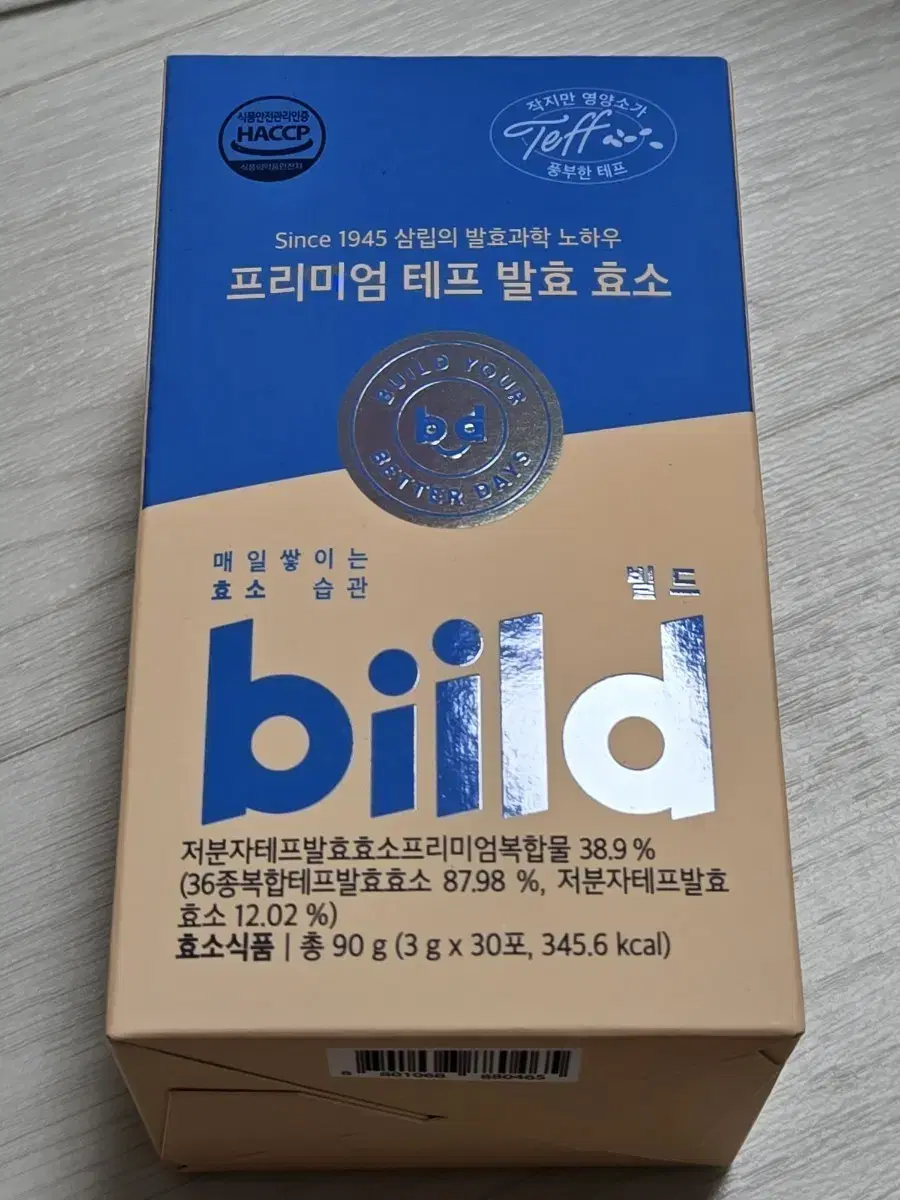 식품안전관리인증
HACCP
식품의약품안전처
작지만 영양소가
Teff
풍부한 테프
Since 1945 삼립의 발효과학 노하우
프리미엄 테프 발효 효소
BUILD YOUR
bd
BETTER DAYS
매일쌓이는
효소 습관
빌드
biild
저분자테프발효효소프리미엄복합물 38.9 %
(36종복합테프발효효소 87.98 %, 저분자테프발효
효소 12.02 %)
효소식품 | 총 90 g (3 g x 30포, 345.6 kcal)
8 801068 890465